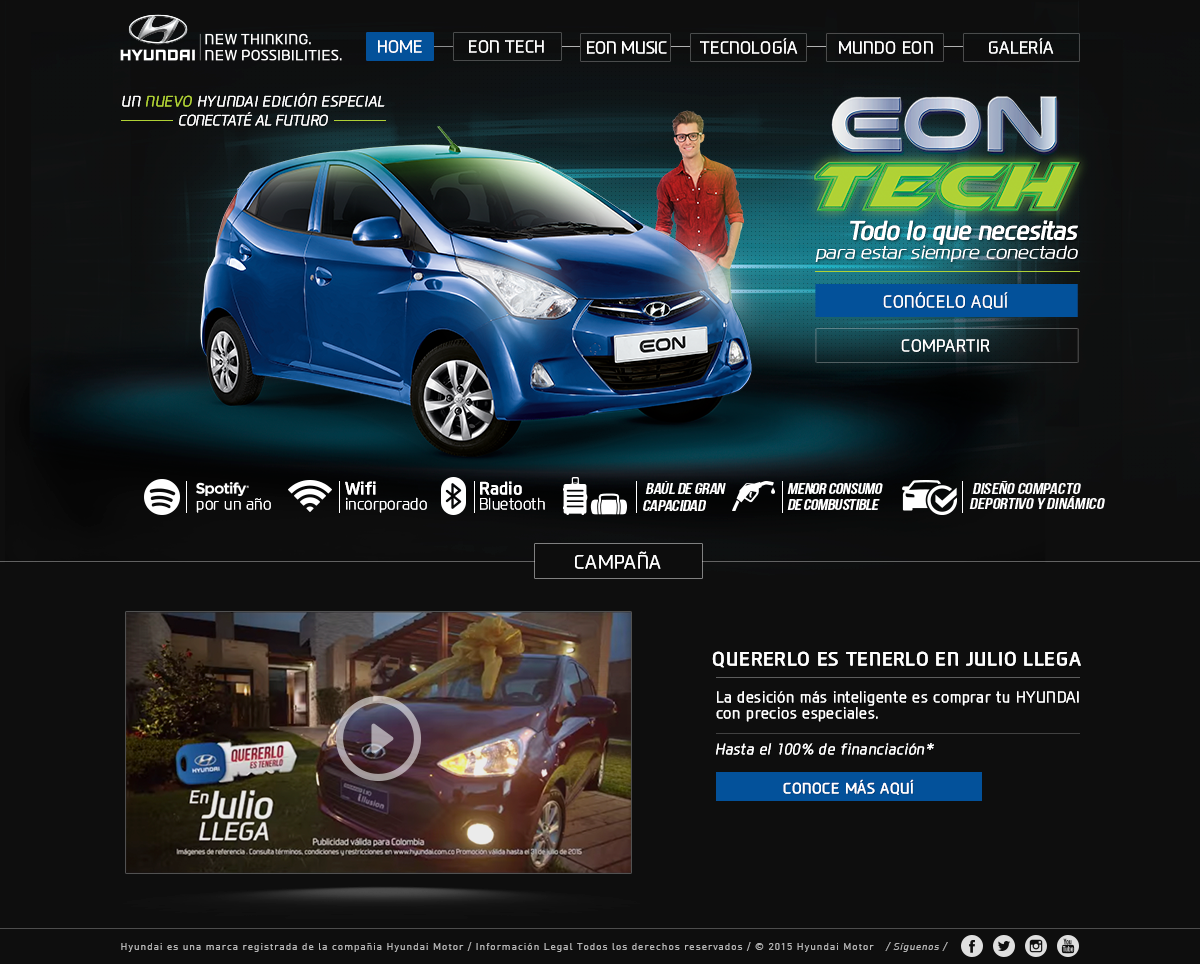 HYUNDAI
NEW THINKING.
NEW POSSIBILITIES.
HOME
EON TECH
EON MUSIC
TECNOLOGÍA
MUNDO EON
GALERÍA
UN NUEVO HYUNDAI EDICIÓN ESPECIAL
CONECTATÉ AL FUTURO
EON
TECH
Todo lo que necesitas
para estar siempre conectado
CONÓCELO AQUÍ
COMPARTIR
EON
Spotify
por un año
Wifi
incorporado
Radio
Bluetooth
BAÚL DE GRAN
CAPACIDAD
MENOR CONSUMO
DE COMBUSTIBLE
DISEÑO COMPACTO
DEPORTIVO Y DINÁMICO
CAMPAÑA
HYUNDAI
QUERERLO
ES TENERLO
En
Julio
LLEGA
i10
Illusion
Publicidad válida para Colombia
Imágenes de referencia . Consulta términos, condiciones y restricciones en www.hyundai.com.co Promoción válida hasta el 31 de julio de 2015
QUERERLO ES TENERLO EN JULIO LLEGA
La desición más inteligente es comprar tu HYUNDAI
con precios especiales.
Hasta el 100% de financiación*
CONOCE MÁS AQUÍ
Hyundai es una marca registrada de la compañia Hyundai Motor / Información Legal Todos los derechos reservados / © 2015 Hyundai Motor / Síguenos /
You
Tube